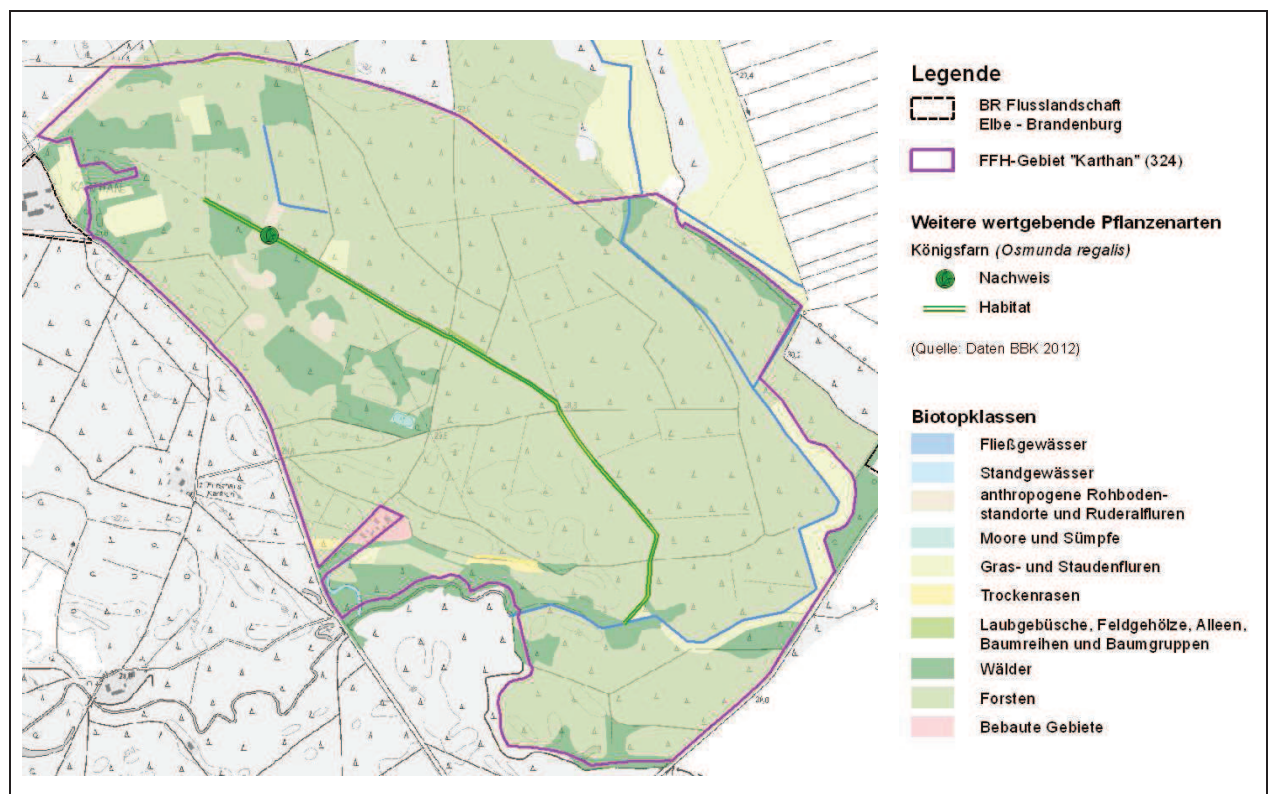 KARTHAN
Legende
BR Flusslandschaft
Elbe - Brandenburg
FFH-Gebiet "Karthan" (324)
Weitere wertgebende Pflanzenarten
Königsfarn (Osmunda regalis)
Nachweis
Habitat
(Quelle: Daten BBK 2012)
Biotopklassen
Fließgewässer
Standgewässer
anthropogene Rohboden-
standorte und Ruderalfluren
Moore und Sümpfe
Gras- und Staudenfluren
Trockenrasen
Laubgebüsche, Feldgehölze, Alleen,
Baumreihen und Baumgruppen
Wälder
Forsten
Bebaute Gebiete